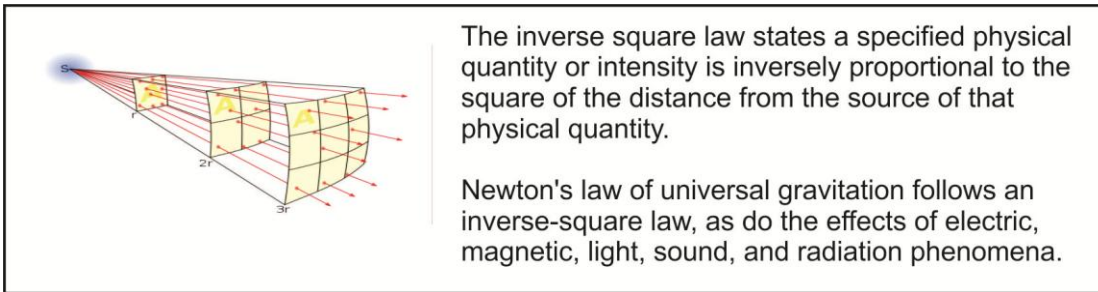 S
A
r
A
2r
A
3r
The inverse square law states a specified physical
quantity or intensity is inversely proportional to the
square of the distance from the source of that
physical quantity.
Newton's law of universal gravitation follows an
inverse-square law, as do the effects of electric,
magnetic, light, sound, and radiation phenomena.